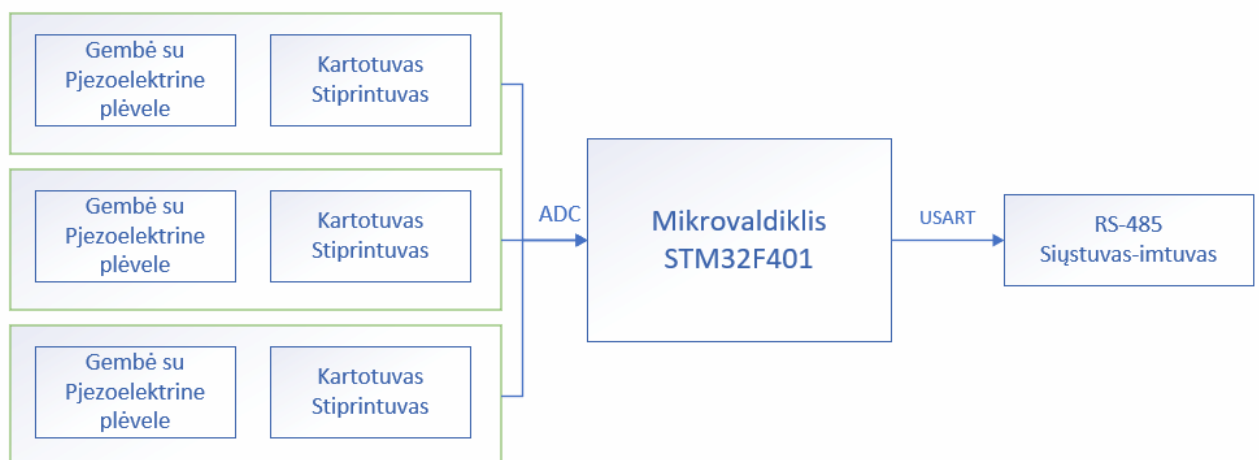 Gembė su
Pjezoelektrine
plėvele
Kartotuvas
Stiprintuvas
Gembė su
Pjezoelektrine
plėvele
Kartotuvas
Stiprintuvas
Gembė su
Pjezoelektrine
plėvele
Kartotuvas
Stiprintuvas
ADC
Mikrovaldiklis
STM32F401
USART
RS-485
Siųstuvas-imtuvas